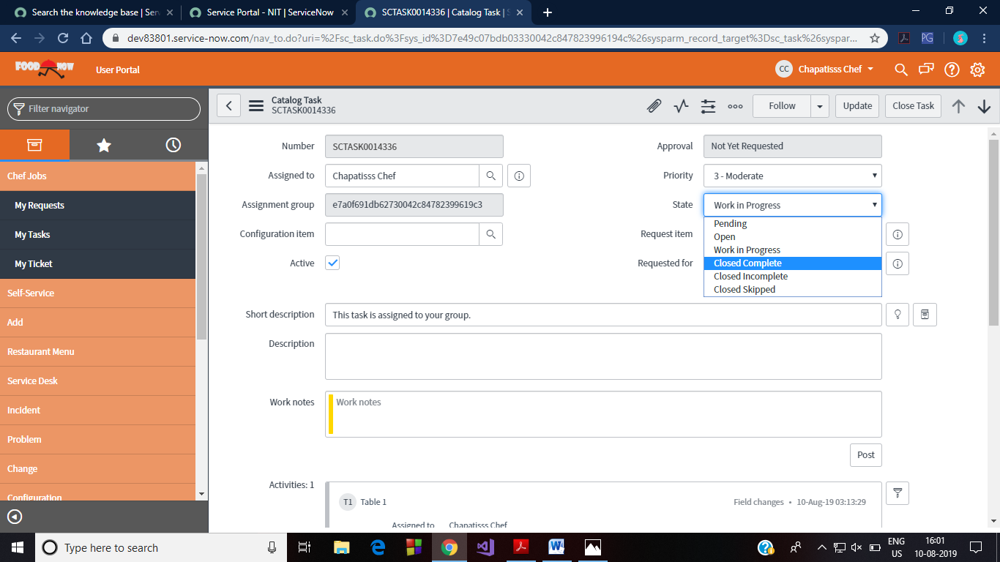 Search the knowledge base | Serv
Service Portal - NIT | ServiceNow
SCTASK0014336 | Catalog Task | S
dev83801.service-now.com/nav_to.do?uri=%2Fsc_task.do%3Fsys_id%3D7e49c07bdb03330042c847823996194c%26sysparm_record_target%3Dsc_task%26syspar...
PG
FOOD NOW
User Portal
CC
Chapatisss Chef
Filter navigator
Catalog Task
SCTASK0014336
Follow
Update
Close Task
Chef Jobs
My Requests
My Tasks
My Ticket
Self-Service
Add
Restaurant Menu
Service Desk
Incident
Problem
Change
Configuration
Number
SCTASK0014336
Approval
Not Yet Requested
Assigned to
Chapatisss Chef
Priority
3 - Moderate
Assignment group
e7a0f691db62730042c84782399619c3
State
Work in Progress
Pending
Open
Work in Progress
Closed Complete
Closed Incomplete
Closed Skipped
Configuration item
Request item
Active
Requested for
Short description
This task is assigned to your group.
Description
Work notes
Work notes
Post
Activities: 1
T1
Table 1
Field changes • 10-Aug-19 03:13:29
Assigned to
Chapatisss Chef
Type here to search
ENG
US
16:01
10-08-2019